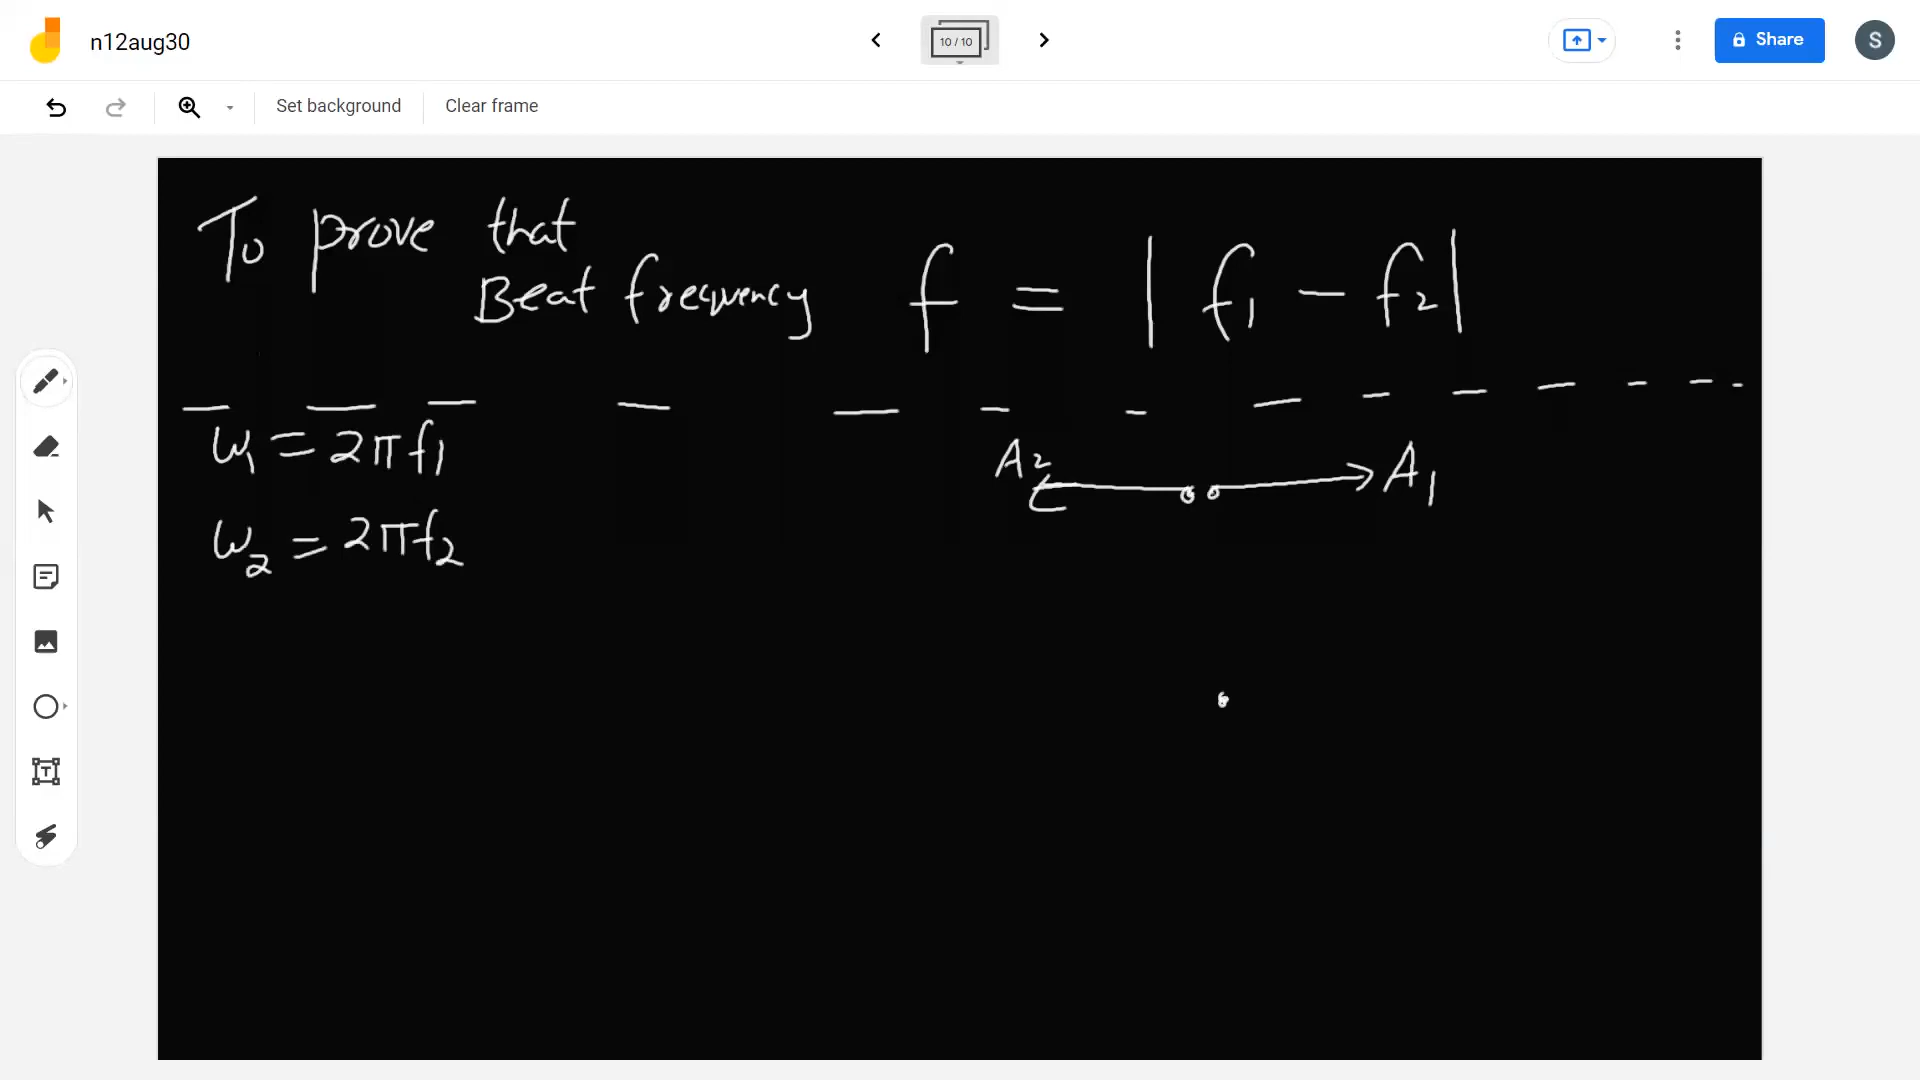 n12aug30
10 / 10
Share
S
Set background
Clear frame
To prove that
Beat frequency f = | f₁ - f₂|
ω₁ = 2πf₁
A₂
A₁
ω₂ = 2πf₂